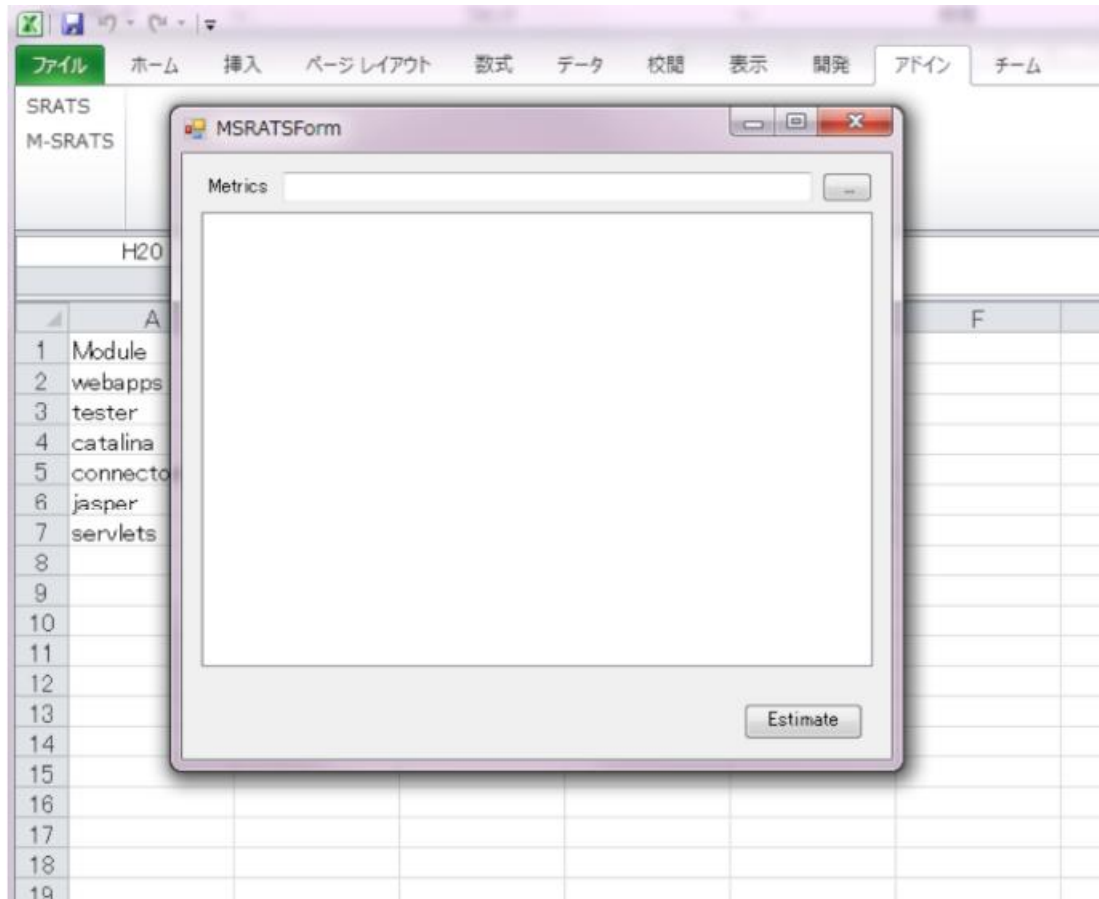 ファイル ホーム 挿入 ページ レイアウト 数式 データ 校閲 表示 開発 アドイン チーム
SRATS
M-SRATS
MSRATSForm
Metrics ...
H20
A F
1 Module
2 webapps
3 tester
4 catalina
5 connecto
6 jasper
7 servlets
8
9
10
11
12
13
Estimate
14
15
16
17
18
19